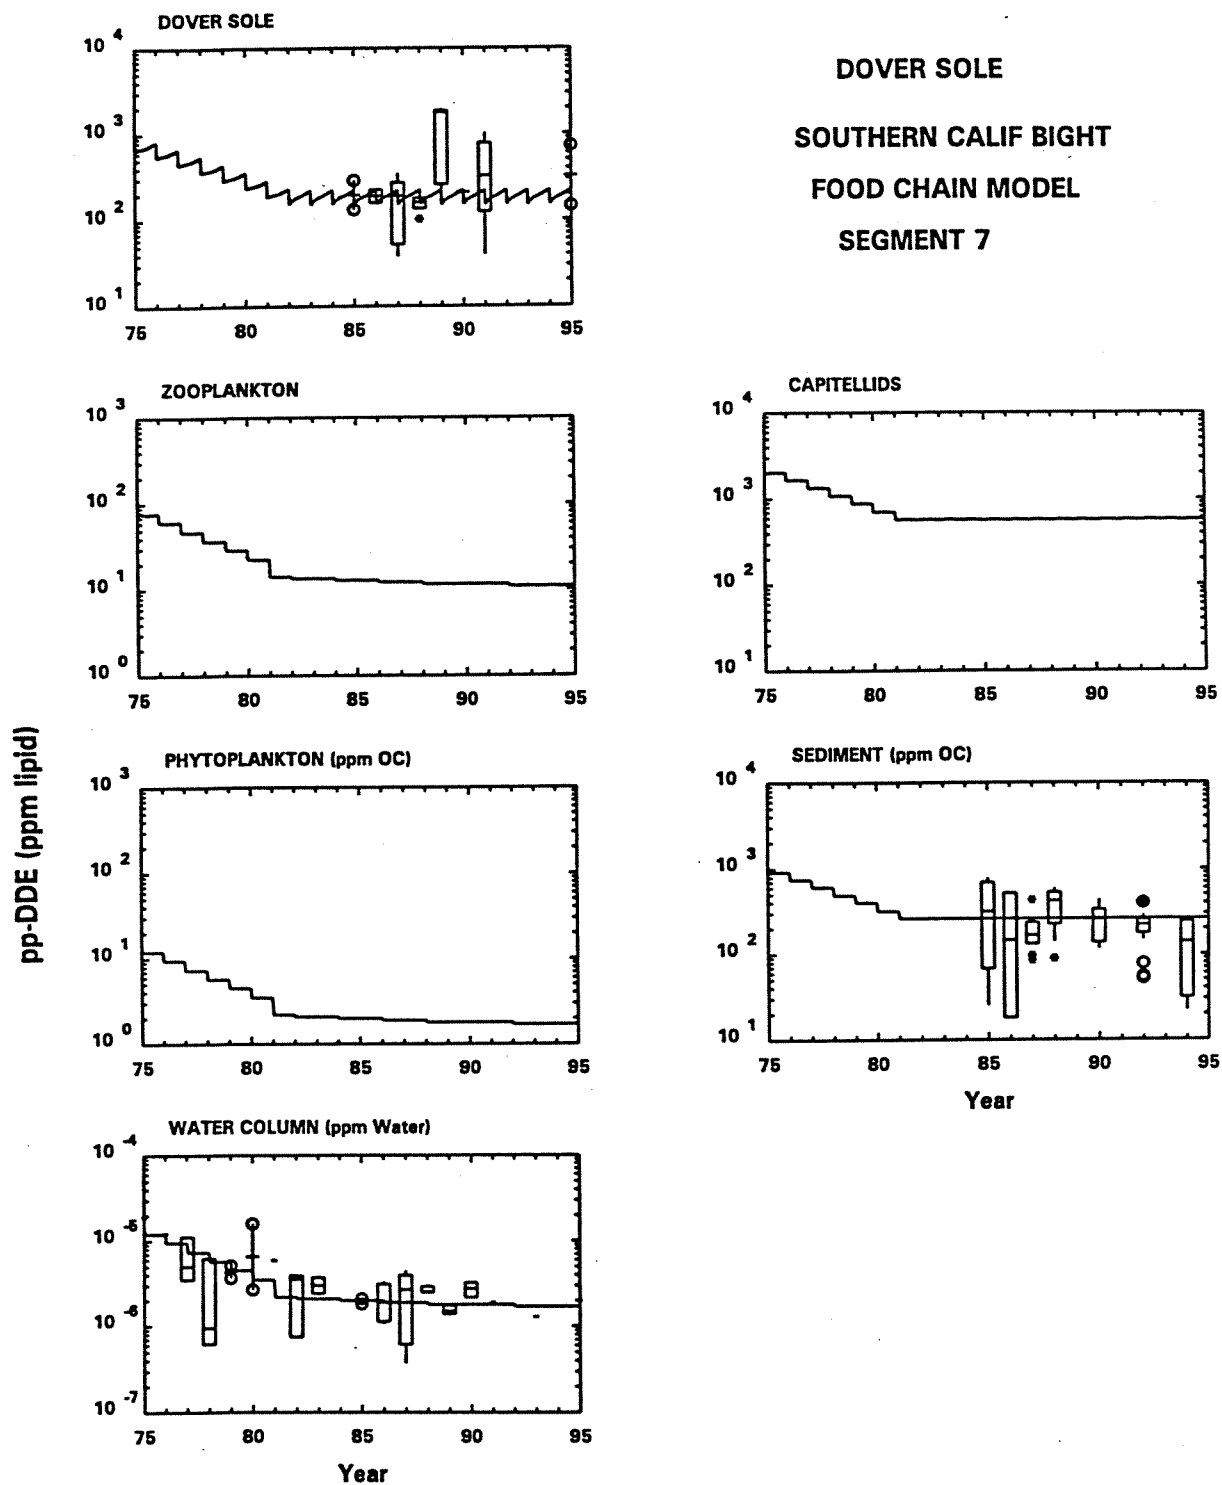 DOVER SOLE
SOUTHERN CALIF BIGHT
FOOD CHAIN MODEL
SEGMENT 7
pp-DDE (ppm lipid)
DOVER SOLE
10 4
10 3
10 2
10 1
75 80 85 90 95
ZOOPLANKTON
10 3
10 2
10 1
10 0
75 80 85 90 95
CAPITELLIDS
10 4
10 3
10 2
10 1
75 80 85 90 95
PHYTOPLANKTON (ppm OC)
10 3
10 2
10 1
10 0
75 80 85 90 95
SEDIMENT (ppm OC)
10 4
10 3
10 2
10 1
75 80 85 90 95
Year
WATER COLUMN (ppm Water)
10 -4
10 -5
10 -6
10 -7
75 80 85 90 95
Year